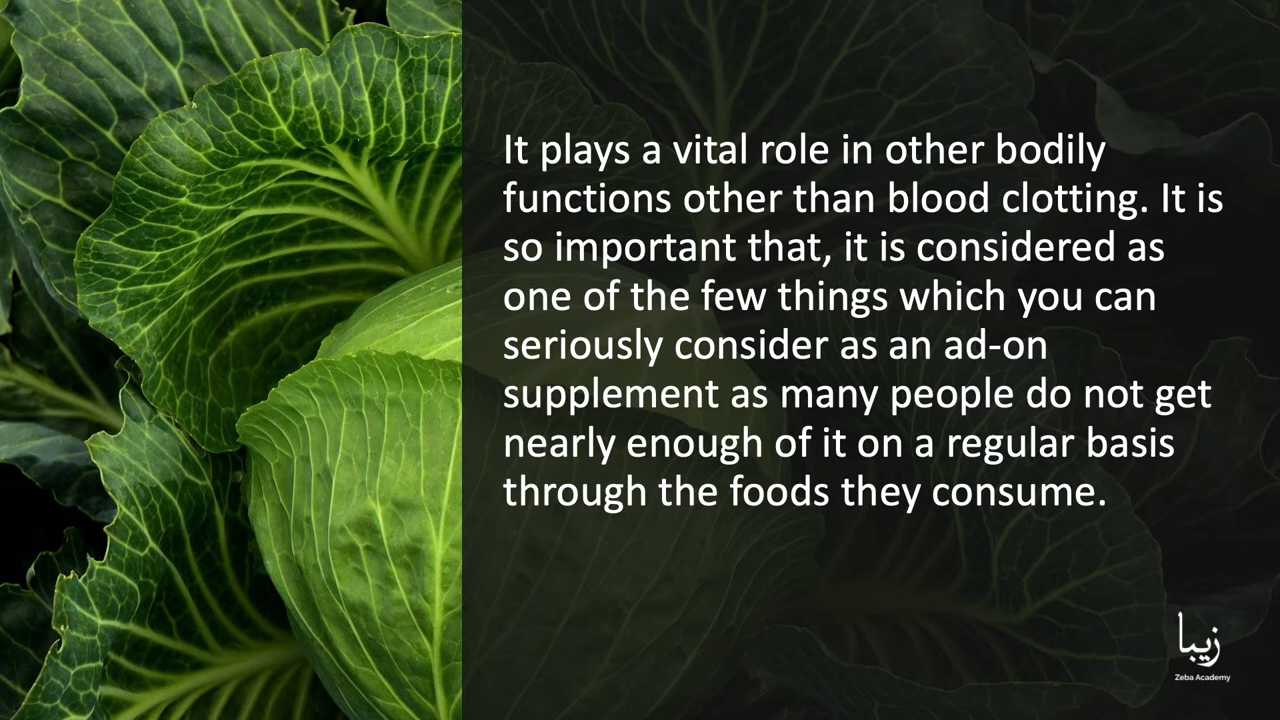 It plays a vital role in other bodily
functions other than blood clotting. It is
so important that, it is considered as
one of the few things which you can
seriously consider as an ad-on
supplement as many people do not get
nearly enough of it on a regular basis
through the foods they consume.
زیبا
Zeba Academy